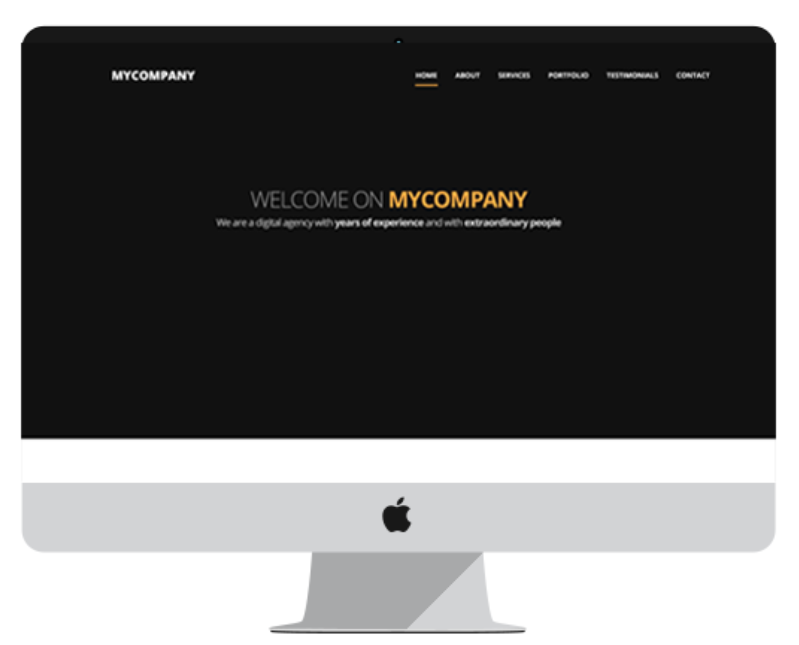 MYCOMPANY HOME ABOUT SERVICES PORTFOLIO TESTIMONIALS CONTACT
WELCOME ON MYCOMPANY
We are a digital agency with years of experience and with extraordinary people